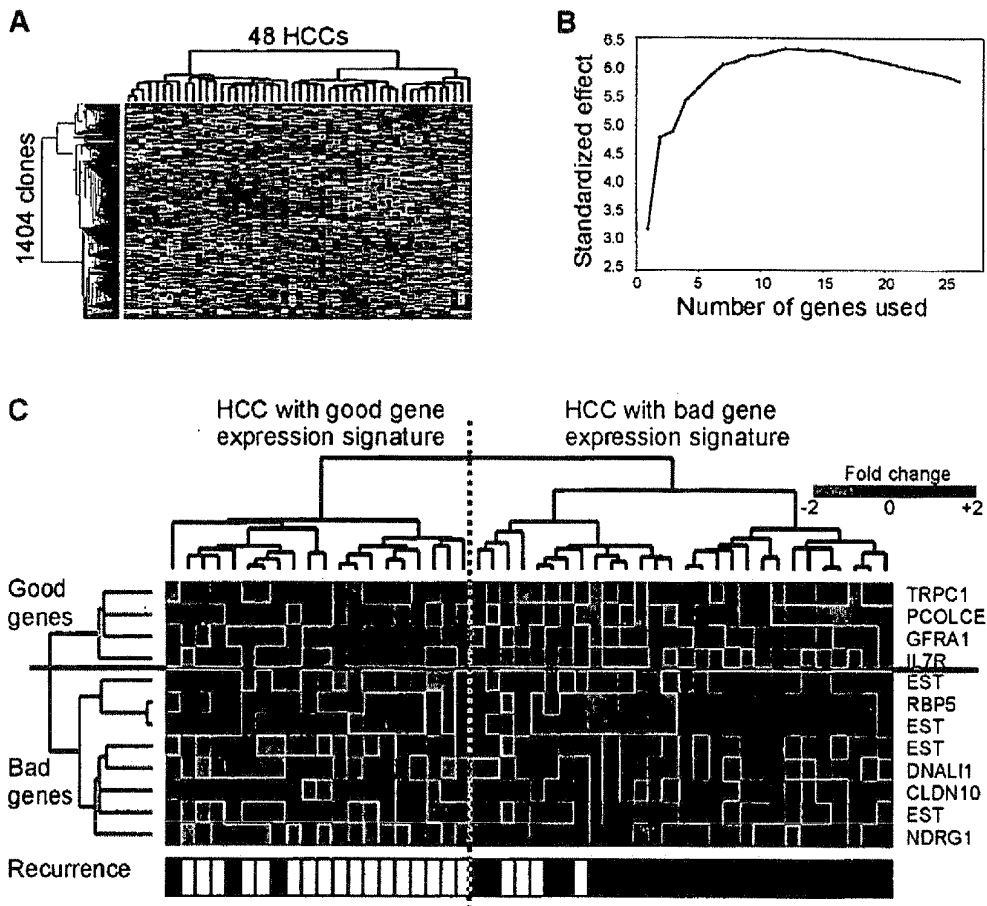 A
48 HCCs
1404 clones
B
Standardized effect
6.5
6.0
5.5
5.0
4.5
4.0
3.5
3.0
2.5
0 5 10 15 20 25
Number of genes used
C
HCC with good gene
expression signature
HCC with bad gene
expression signature
Fold change
-2 0 +2
Good
genes
Bad
genes
TRPC1
PCOLCE
GFRA1
IL7R
EST
RBP5
EST
EST
DNALI1
CLDN10
EST
NDRG1
Recurrence